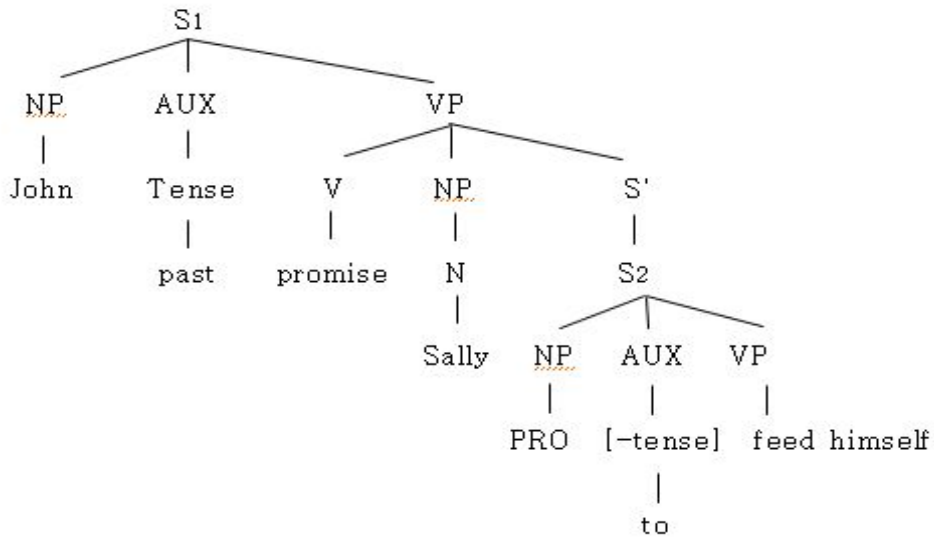 S1
NP AUX VP
John Tense V NP S'
past promise N S2
Sally NP AUX VP
PRO [-tense] feed himself
to